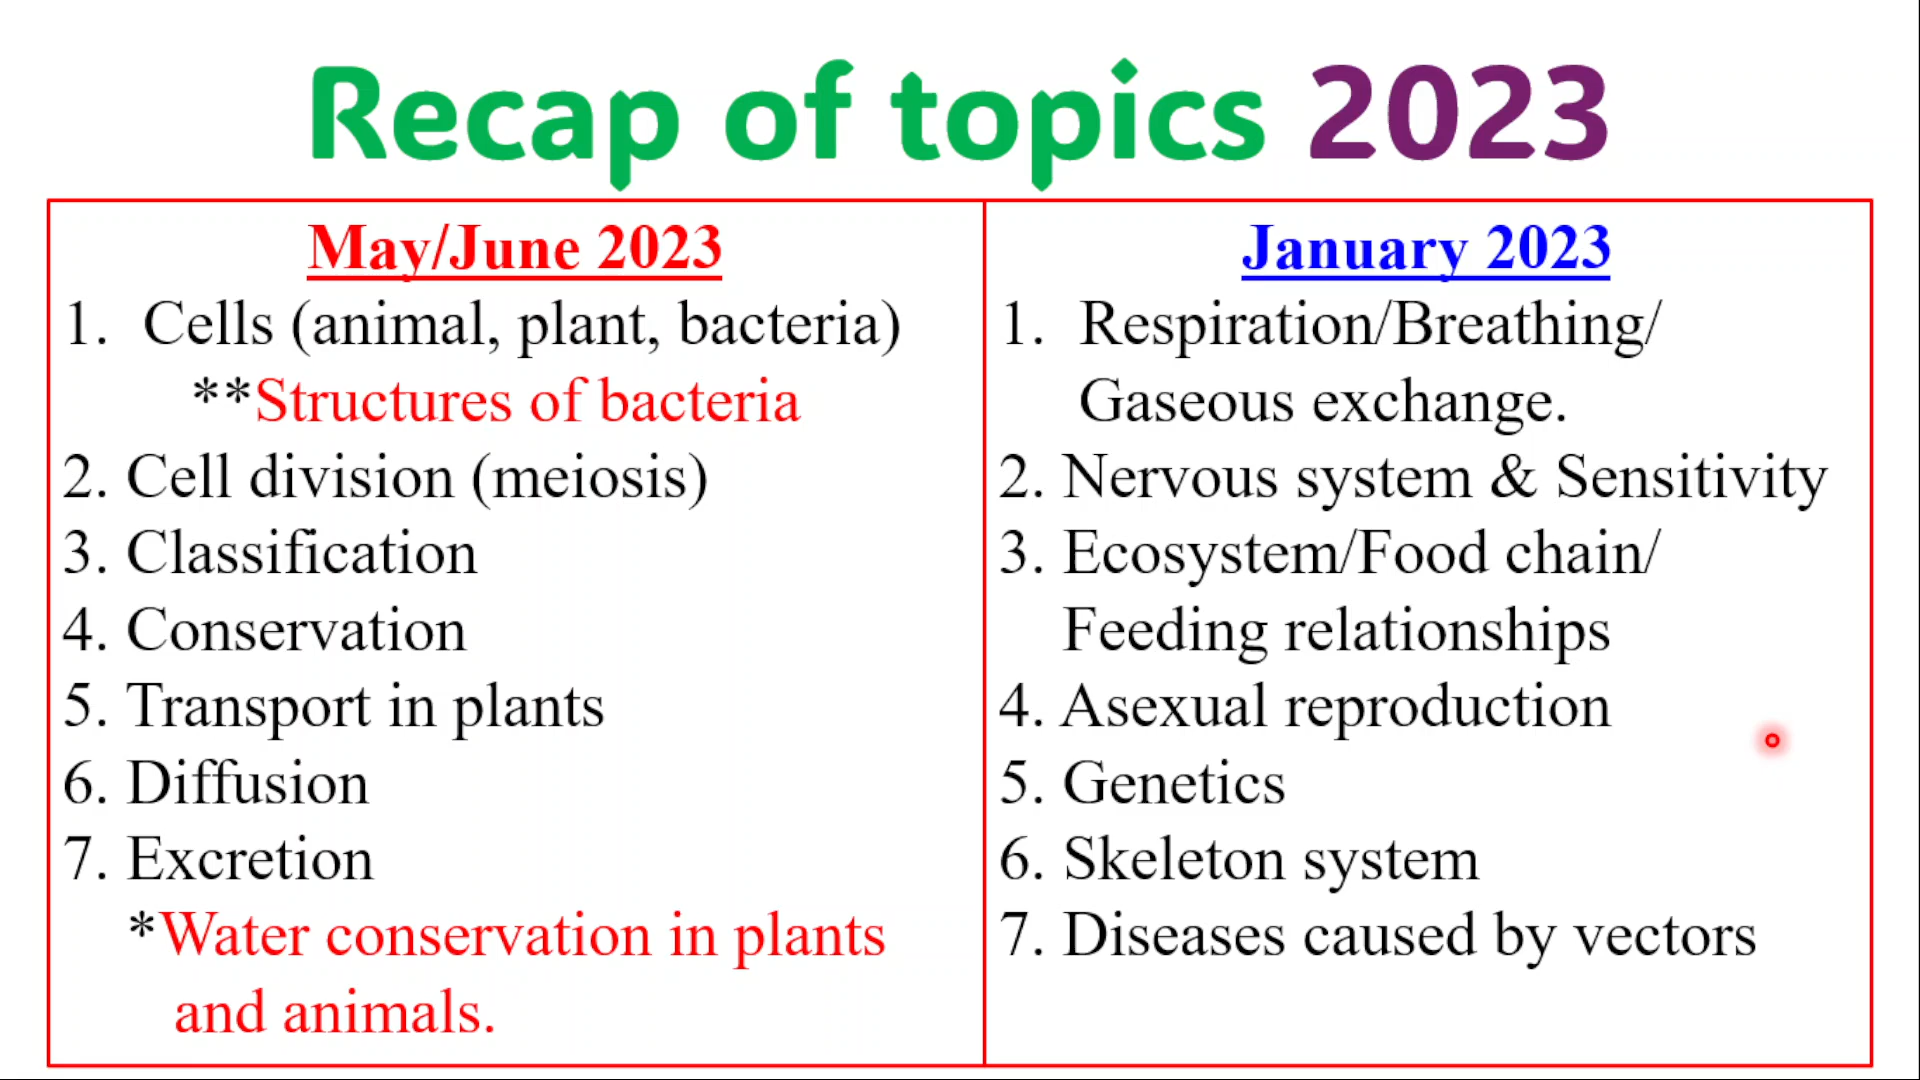 Recap of topics 2023
May/June 2023
1. Cells (animal, plant, bacteria)
**Structures of bacteria
2. Cell division (meiosis)
3. Classification
4. Conservation
5. Transport in plants
6. Diffusion
7. Excretion
*Water conservation in plants
and animals.
January 2023
1. Respiration/Breathing/
Gaseous exchange.
2. Nervous system & Sensitivity
3. Ecosystem/Food chain/
Feeding relationships
4. Asexual reproduction
5. Genetics
6. Skeleton system
7. Diseases caused by vectors